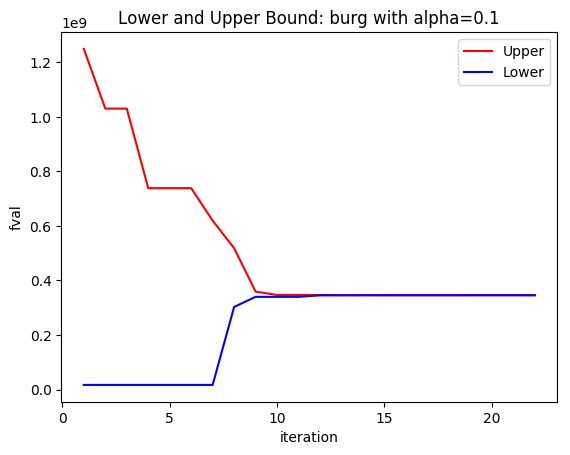 Lower and Upper Bound: burg with alpha=0.1
1e9
Upper
Lower
1.2
1.0
0.8
0.6
0.4
0.2
0.0
fval
0 5 10 15 20
iteration